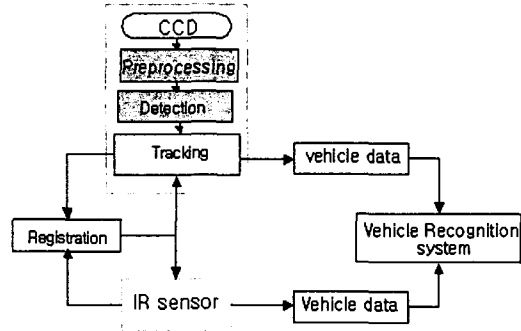 CCD
Preprocessing
Detection
Tracking
vehicle data
Registration
Vehicle Recognition
system
IR sensor
Vehicle data